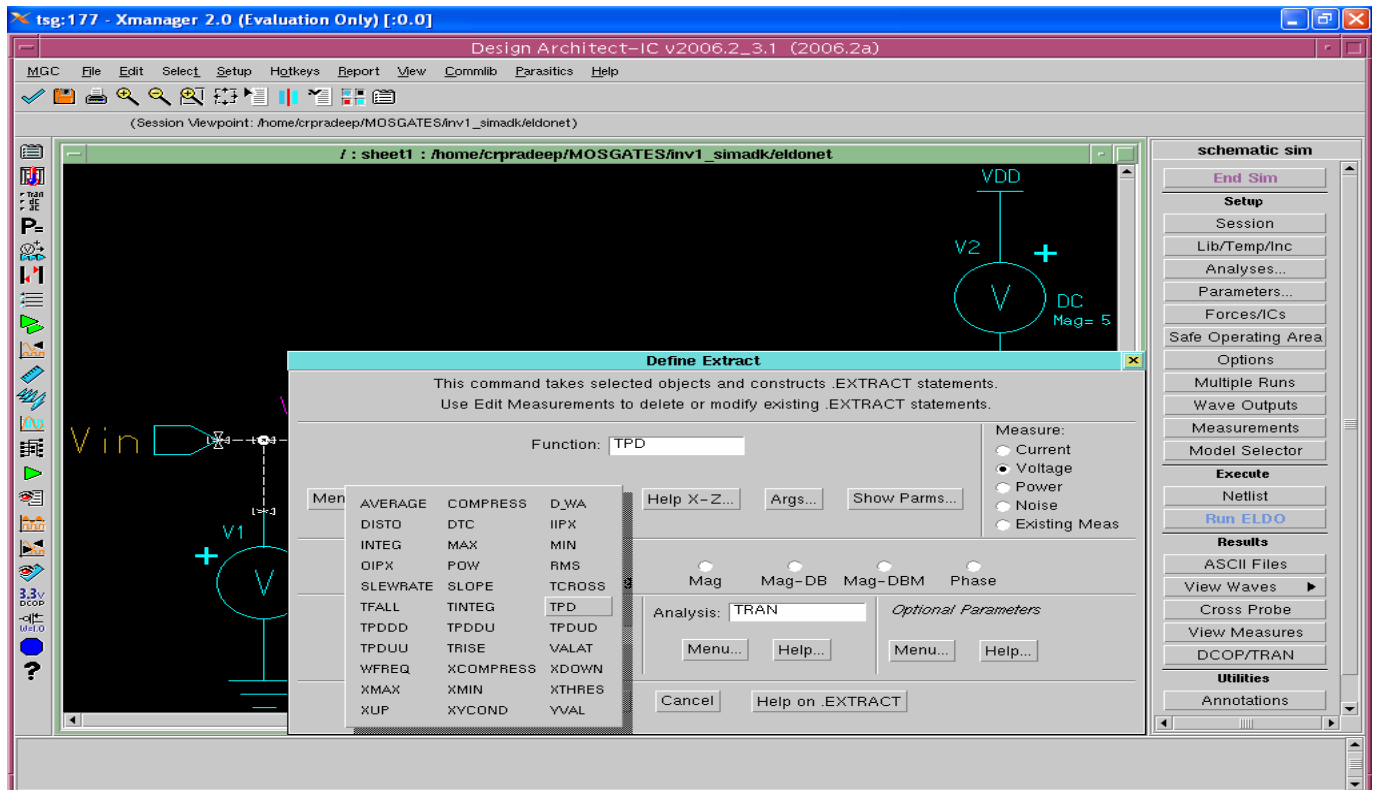 tsg:177 - Xmanager 2.0 (Evaluation Only) [:0.0]
Design Architect-IC v2006.2_3.1 (2006.2a)
MGC File Edit Select Setup Hotkeys Report View Commlib Parasitics Help
(Session Viewpoint: /home/crpradeep/MOSGATES/inv1_simadk/eldonet)
/ : sheet1 : /home/crpradeep/MOSGATES/inv1_simadk/eldonet
VDD
V2
V
DC
Mag= 5
Vin
V1
V
Tran
P=
3.3v
DCOP
W=1.0
?
Define Extract
This command takes selected objects and constructs .EXTRACT statements.
Use Edit Measurements to delete or modify existing .EXTRACT statements.
Function: TPD
Measure:
Current
Voltage
Power
Noise
Existing Meas
Men
Help X-Z... Args... Show Parms...
AVERAGE COMPRESS D_WA
DISTO DTC IIPX
INTEG MAX MIN
OIPX POW RMS
SLEWRATE SLOPE TCROSS
TFALL TINTEG TPD
TPDDD TPDDU TPDUD
TPDUU TRISE VALAT
WFREQ XCOMPRESS XDOWN
XMAX XMIN XTHRES
XUP XYCOND YVAL
Mag Mag-DB Mag-DBM Phase
Analysis: TRAN
Menu... Help...
Optional Parameters
Menu... Help...
Cancel Help on .EXTRACT
schematic sim
End Sim
Setup
Session
Lib/Temp/Inc
Analyses...
Parameters...
Forces/ICs
Safe Operating Area
Options
Multiple Runs
Wave Outputs
Measurements
Model Selector
Execute
Netlist
Run ELDO
Results
ASCII Files
View Waves
Cross Probe
View Measures
DCOP/TRAN
Utilities
Annotations